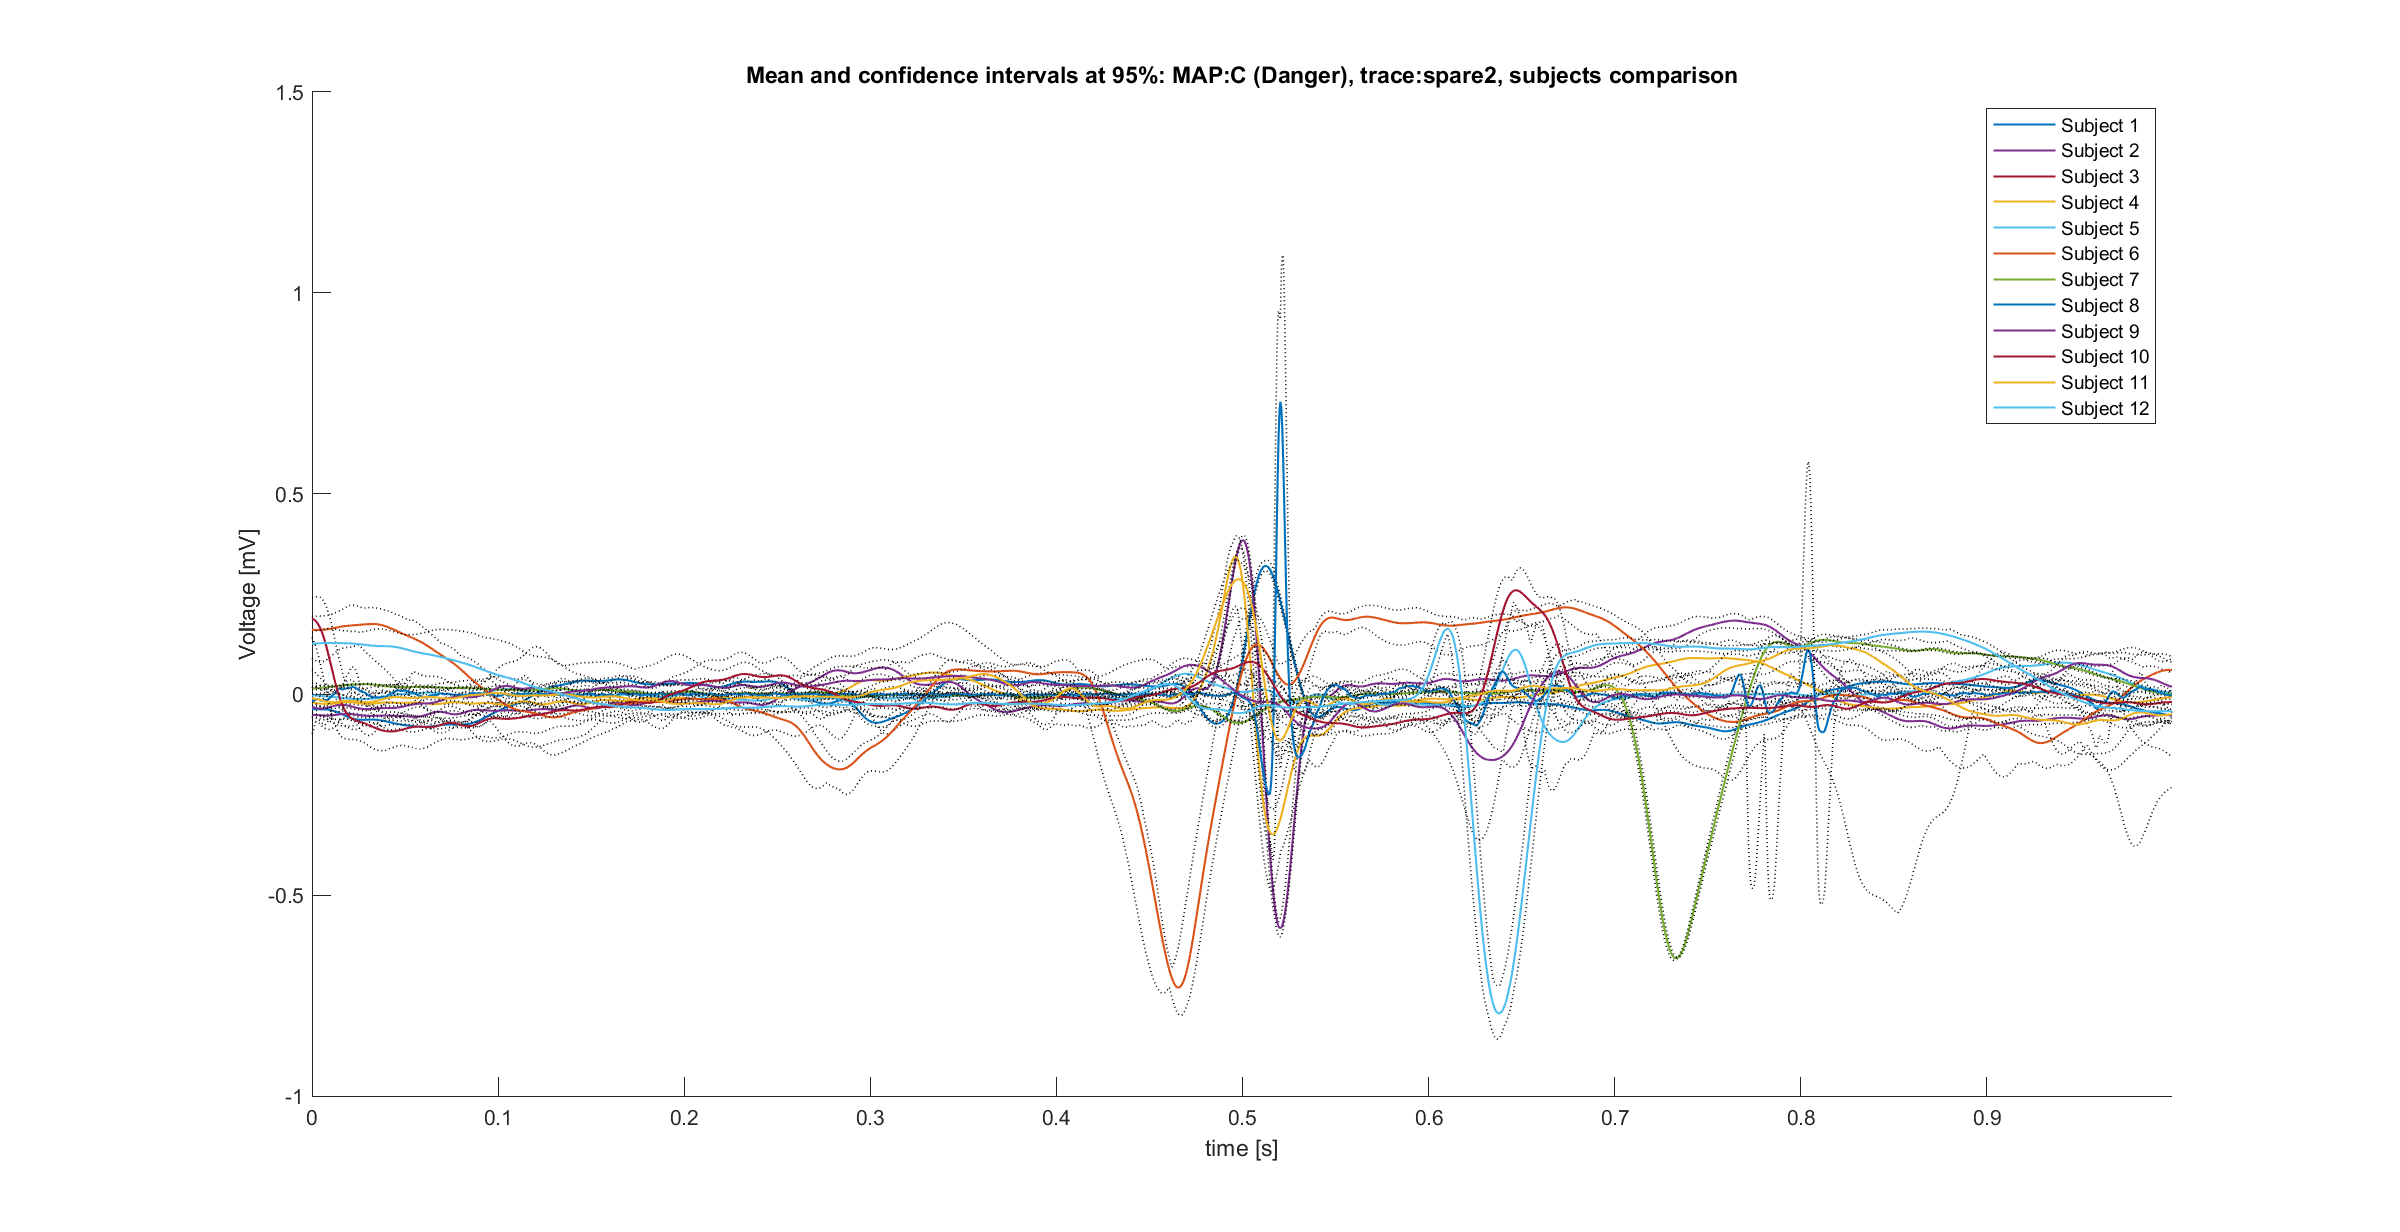 Mean and confidence intervals at 95%: MAP:C (Danger), trace:spare2, subjects comparison
1.5
1
0.5
0
-0.5
-1
Voltage [mV]
Subject 1
Subject 2
Subject 3
Subject 4
Subject 5
Subject 6
Subject 7
Subject 8
Subject 9
Subject 10
Subject 11
Subject 12
0 0.1 0.2 0.3 0.4 0.5 0.6 0.7 0.8 0.9
time [s]